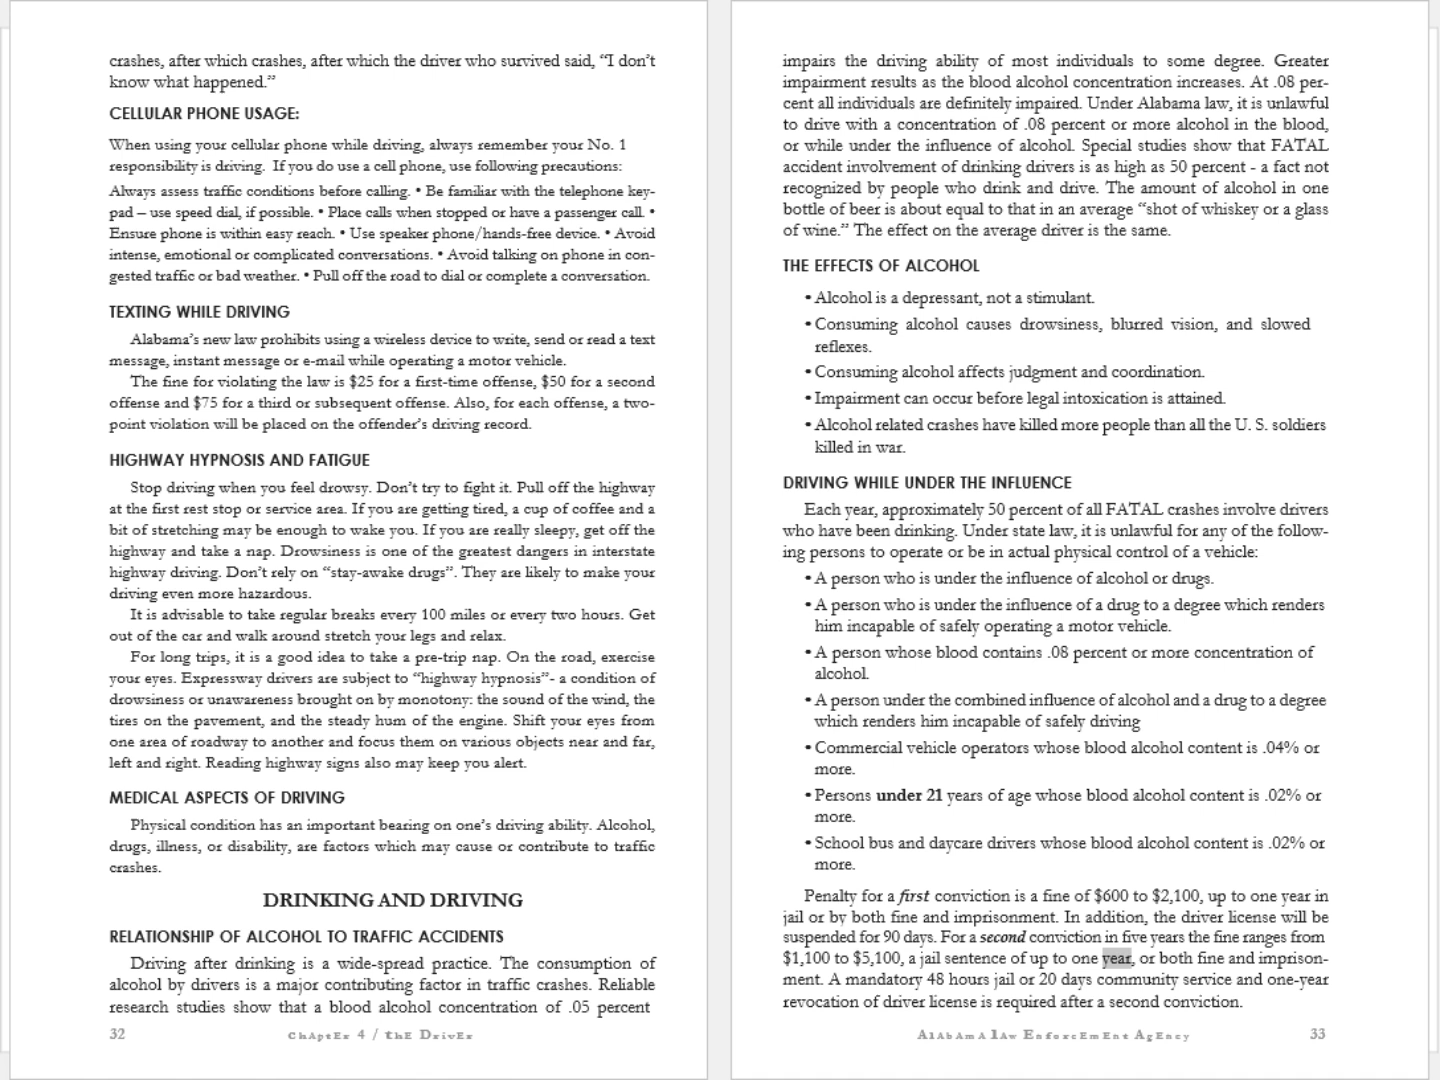 crashes, after which crashes, after which the driver who survived said, “I don’t
know what happened.”
CELLULAR PHONE USAGE:
When using your cellular phone while driving, always remember your No. 1
responsibility is driving.  If you do use a cell phone, use following precautions:
Always assess traffic conditions before calling. • Be familiar with the telephone key-
pad – use speed dial, if possible. • Place calls when stopped or have a passenger call. •
Ensure phone is within easy reach. • Use speaker phone/hands-free device. • Avoid
intense, emotional or complicated conversations. • Avoid talking on phone in con-
gested traffic or bad weather. • Pull off the road to dial or complete a conversation.
TEXTING WHILE DRIVING
Alabama’s new law prohibits using a wireless device to write, send or read a text
message, instant message or e-mail while operating a motor vehicle.
The fine for violating the law is $25 for a first-time offense, $50 for a second
offense and $75 for a third or subsequent offense. Also, for each offense, a two-
point violation will be placed on the offender’s driving record.
HIGHWAY HYPNOSIS AND FATIGUE
Stop driving when you feel drowsy. Don’t try to fight it. Pull off the highway
at the first rest stop or service area. If you are getting tired, a cup of coffee and a
bit of stretching may be enough to wake you. If you are really sleepy, get off the
highway and take a nap. Drowsiness is one of the greatest dangers in interstate
highway driving. Don’t rely on “stay-awake drugs”. They are likely to make your
driving even more hazardous.
It is advisable to take regular breaks every 100 miles or every two hours. Get
out of the car and walk around stretch your legs and relax.
For long trips, it is a good idea to take a pre-trip nap. On the road, exercise
your eyes. Expressway drivers are subject to “highway hypnosis”- a condition of
drowsiness or unawareness brought on by monotony: the sound of the wind, the
tires on the pavement, and the steady hum of the engine. Shift your eyes from
one area of roadway to another and focus them on various objects near and far,
left and right. Reading highway signs also may keep you alert.
MEDICAL ASPECTS OF DRIVING
Physical condition has an important bearing on one’s driving ability. Alcohol,
drugs, illness, or disability, are factors which may cause or contribute to traffic
crashes.
DRINKING AND DRIVING
RELATIONSHIP OF ALCOHOL TO TRAFFIC ACCIDENTS
Driving after drinking is a wide-spread practice. The consumption of
alcohol by drivers is a major contributing factor in traffic crashes. Reliable
research studies show that a blood alcohol concentration of .05 percent
32 ChAptEr 4 / thE DrivEr
impairs the driving ability of most individuals to some degree. Greater
impairment results as the blood alcohol concentration increases. At .08 per-
cent all individuals are definitely impaired. Under Alabama law, it is unlawful
to drive with a concentration of .08 percent or more alcohol in the blood,
or while under the influence of alcohol. Special studies show that FATAL
accident involvement of drinking drivers is as high as 50 percent - a fact not
recognized by people who drink and drive. The amount of alcohol in one
bottle of beer is about equal to that in an average “shot of whiskey or a glass
of wine.” The effect on the average driver is the same.
THE EFFECTS OF ALCOHOL
• Alcohol is a depressant, not a stimulant.
• Consuming alcohol causes drowsiness, blurred vision, and slowed
reflexes.
• Consuming alcohol affects judgment and coordination.
• Impairment can occur before legal intoxication is attained.
• Alcohol related crashes have killed more people than all the U. S. soldiers
killed in war.
DRIVING WHILE UNDER THE INFLUENCE
Each year, approximately 50 percent of all FATAL crashes involve drivers
who have been drinking. Under state law, it is unlawful for any of the follow-
ing persons to operate or be in actual physical control of a vehicle:
• A person who is under the influence of alcohol or drugs.
• A person who is under the influence of a drug to a degree which renders
him incapable of safely operating a motor vehicle.
• A person whose blood contains .08 percent or more concentration of
alcohol.
• A person under the combined influence of alcohol and a drug to a degree
which renders him incapable of safely driving
• Commercial vehicle operators whose blood alcohol content is .04% or
more.
• Persons under 21 years of age whose blood alcohol content is .02% or
more.
• School bus and daycare drivers whose blood alcohol content is .02% or
more.
Penalty for a first conviction is a fine of $600 to $2,100, up to one year in
jail or by both fine and imprisonment. In addition, the driver license will be
suspended for 90 days. For a second conviction in five years the fine ranges from
$1,100 to $5,100, a jail sentence of up to one year, or both fine and imprison-
ment. A mandatory 48 hours jail or 20 days community service and one-year
revocation of driver license is required after a second conviction.
AlAbAmA lAw EnforcEmEnt AgEncy 33